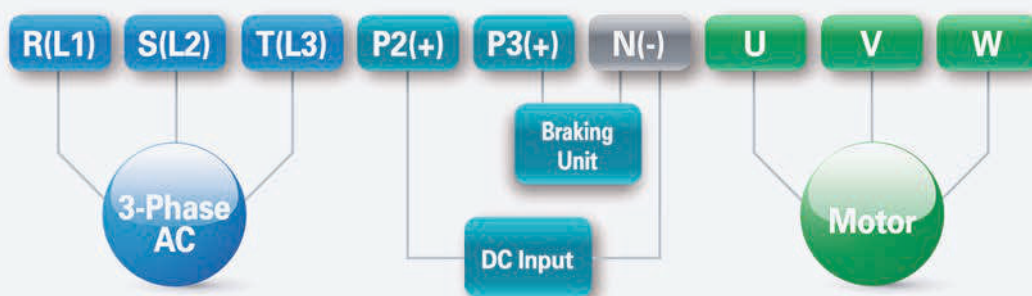 R(L1) S(L2) T(L3) P2(+) P3(+) N(-) U V W
Braking
Unit
3-Phase
AC
Motor
DC Input